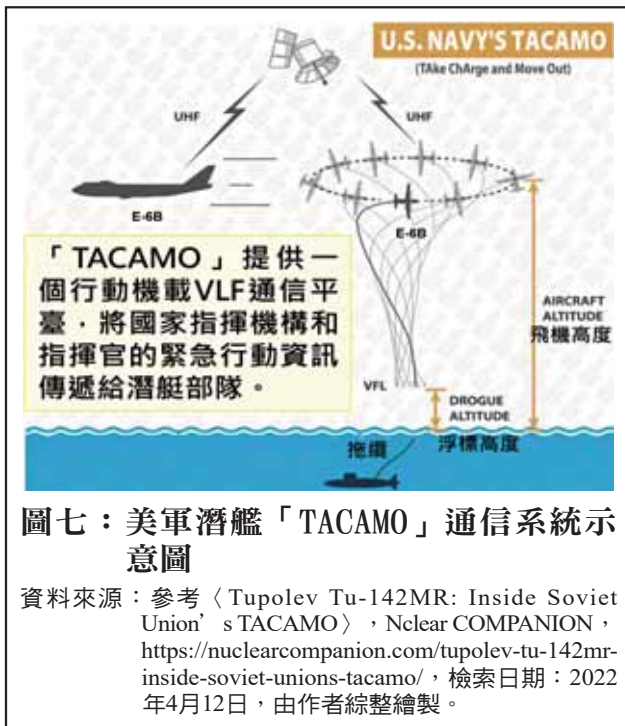 U.S. NAVY'S TACAMO
(TAke ChArge and Move Out)
UHF
UHF
E-6B
E-6B
「TACAMO」提供一
個行動機載VLF通信平
臺，將國家指揮機構和
指揮官的緊急行動資訊
傳遞給潛艇部隊。
AIRCRAFT
ALTITUDE
飛機高度
VFL
DROGUE
ALTITUDE
浮標高度
拖纜
圖七：美軍潛艦「TACAMO」通信系統示
意圖
資料來源：參考〈Tupolev Tu-142MR: Inside Soviet
Union’s TACAMO〉，Nclear COMPANION，
https://nuclearcompanion.com/tupolev-tu-142mr-
inside-soviet-unions-tacamo/，檢索日期：2022
年4月12日，由作者綜整繪製。